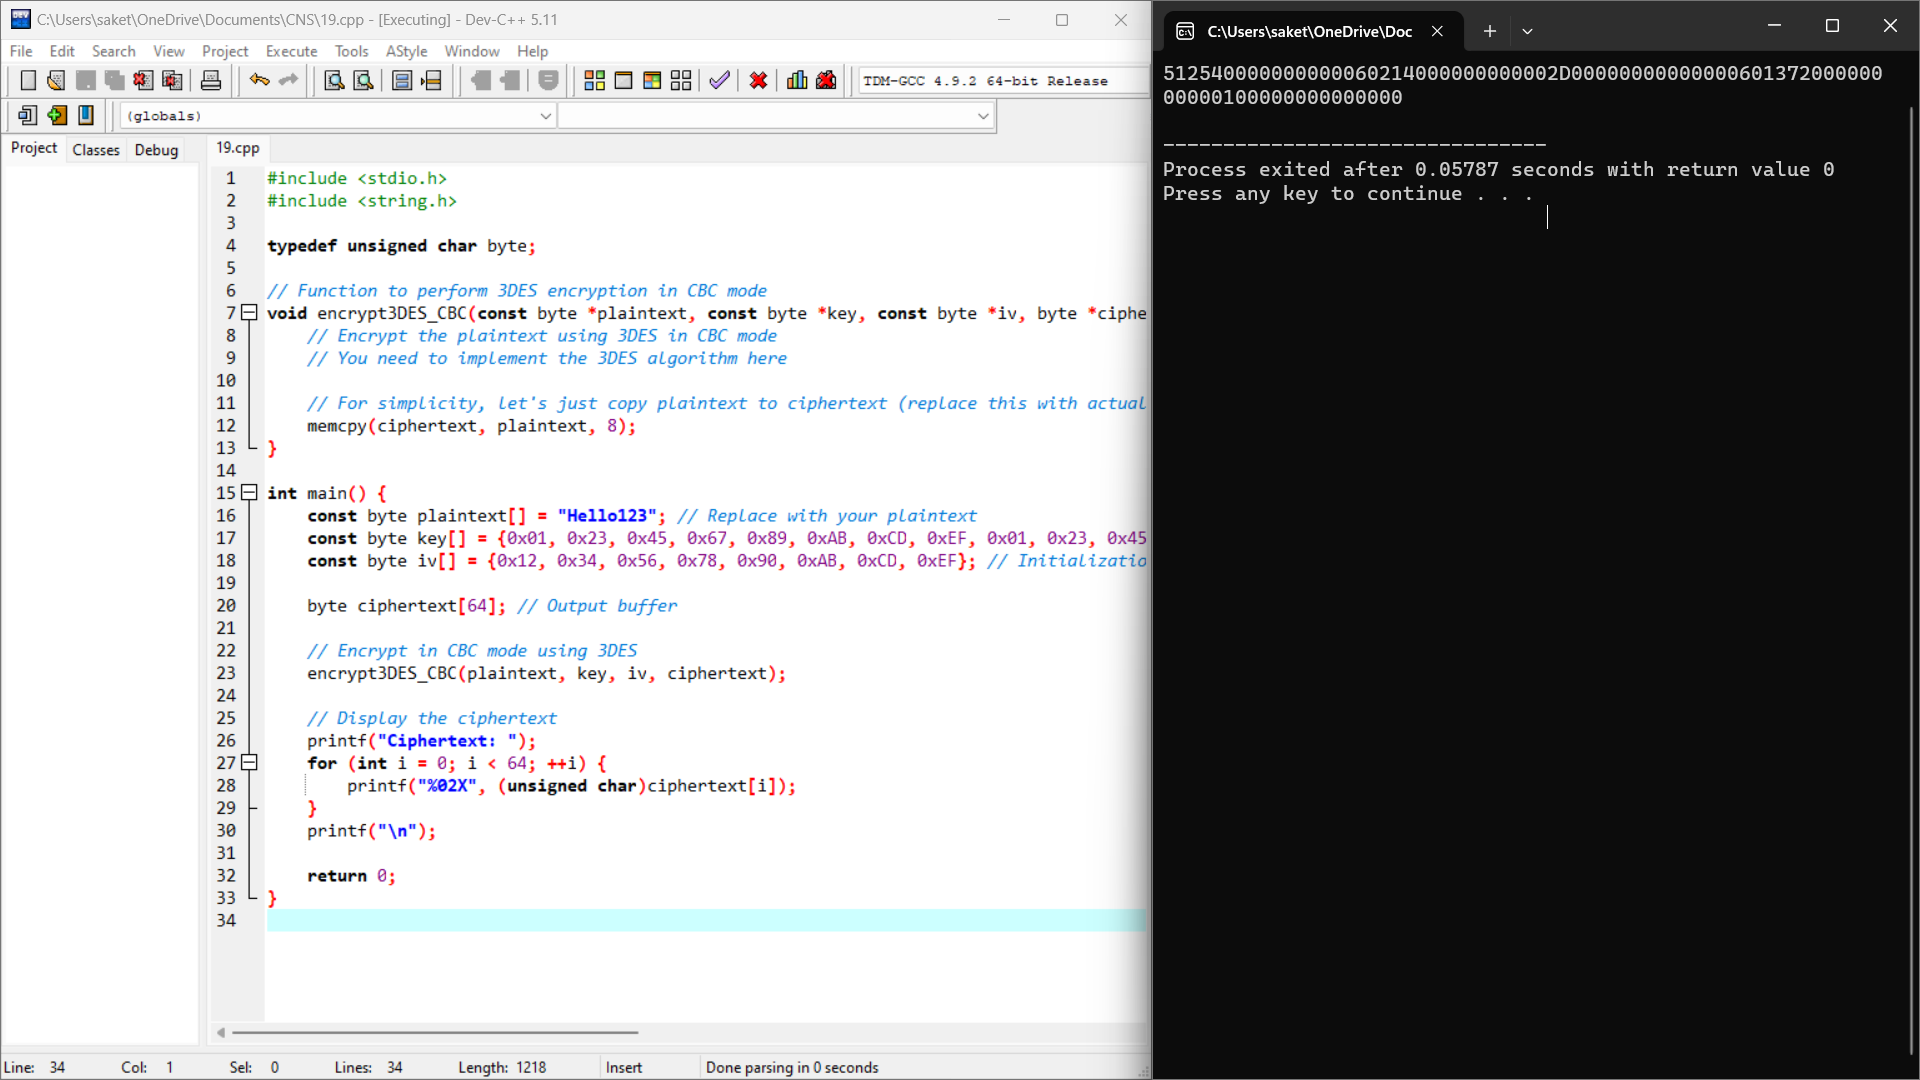 C:\Users\saket\OneDrive\Documents\CNS\19.cpp - [Executing] - Dev-C++ 5.11
File Edit Search View Project Execute Tools AStyle Window Help
TDM-GCC 4.9.2 64-bit Release
(globals)
Project Classes Debug
19.cpp
1 #include <stdio.h>
2 #include <string.h>
3
4 typedef unsigned char byte;
5
6 // Function to perform 3DES encryption in CBC mode
7 void encrypt3DES_CBC(const byte *plaintext, const byte *key, const byte *iv, byte *ciphe
8 // Encrypt the plaintext using 3DES in CBC mode
9 // You need to implement the 3DES algorithm here
10
11 // For simplicity, let's just copy plaintext to ciphertext (replace this with actual
12 memcpy(ciphertext, plaintext, 8);
13 }
14
15 int main() {
16 const byte plaintext[] = "Hello123"; // Replace with your plaintext
17 const byte key[] = {0x01, 0x23, 0x45, 0x67, 0x89, 0xAB, 0xCD, 0xEF, 0x01, 0x23, 0x45
18 const byte iv[] = {0x12, 0x34, 0x56, 0x78, 0x90, 0xAB, 0xCD, 0xEF}; // Initializatio
19
20 byte ciphertext[64]; // Output buffer
21
22 // Encrypt in CBC mode using 3DES
23 encrypt3DES_CBC(plaintext, key, iv, ciphertext);
24
25 // Display the ciphertext
26 printf("Ciphertext: ");
27 for (int i = 0; i < 64; ++i) {
28 printf("%02X", (unsigned char)ciphertext[i]);
29 }
30 printf("\n");
31
32 return 0;
33 }
34
Line: 34 Col: 1 Sel: 0 Lines: 34 Length: 1218 Insert Done parsing in 0 seconds
C:\Users\saket\OneDrive\Doc
512540000000000060214000000000002D00000000000000601372000000
00000100000000000000
--------------------------------
Process exited after 0.05787 seconds with return value 0
Press any key to continue . . .